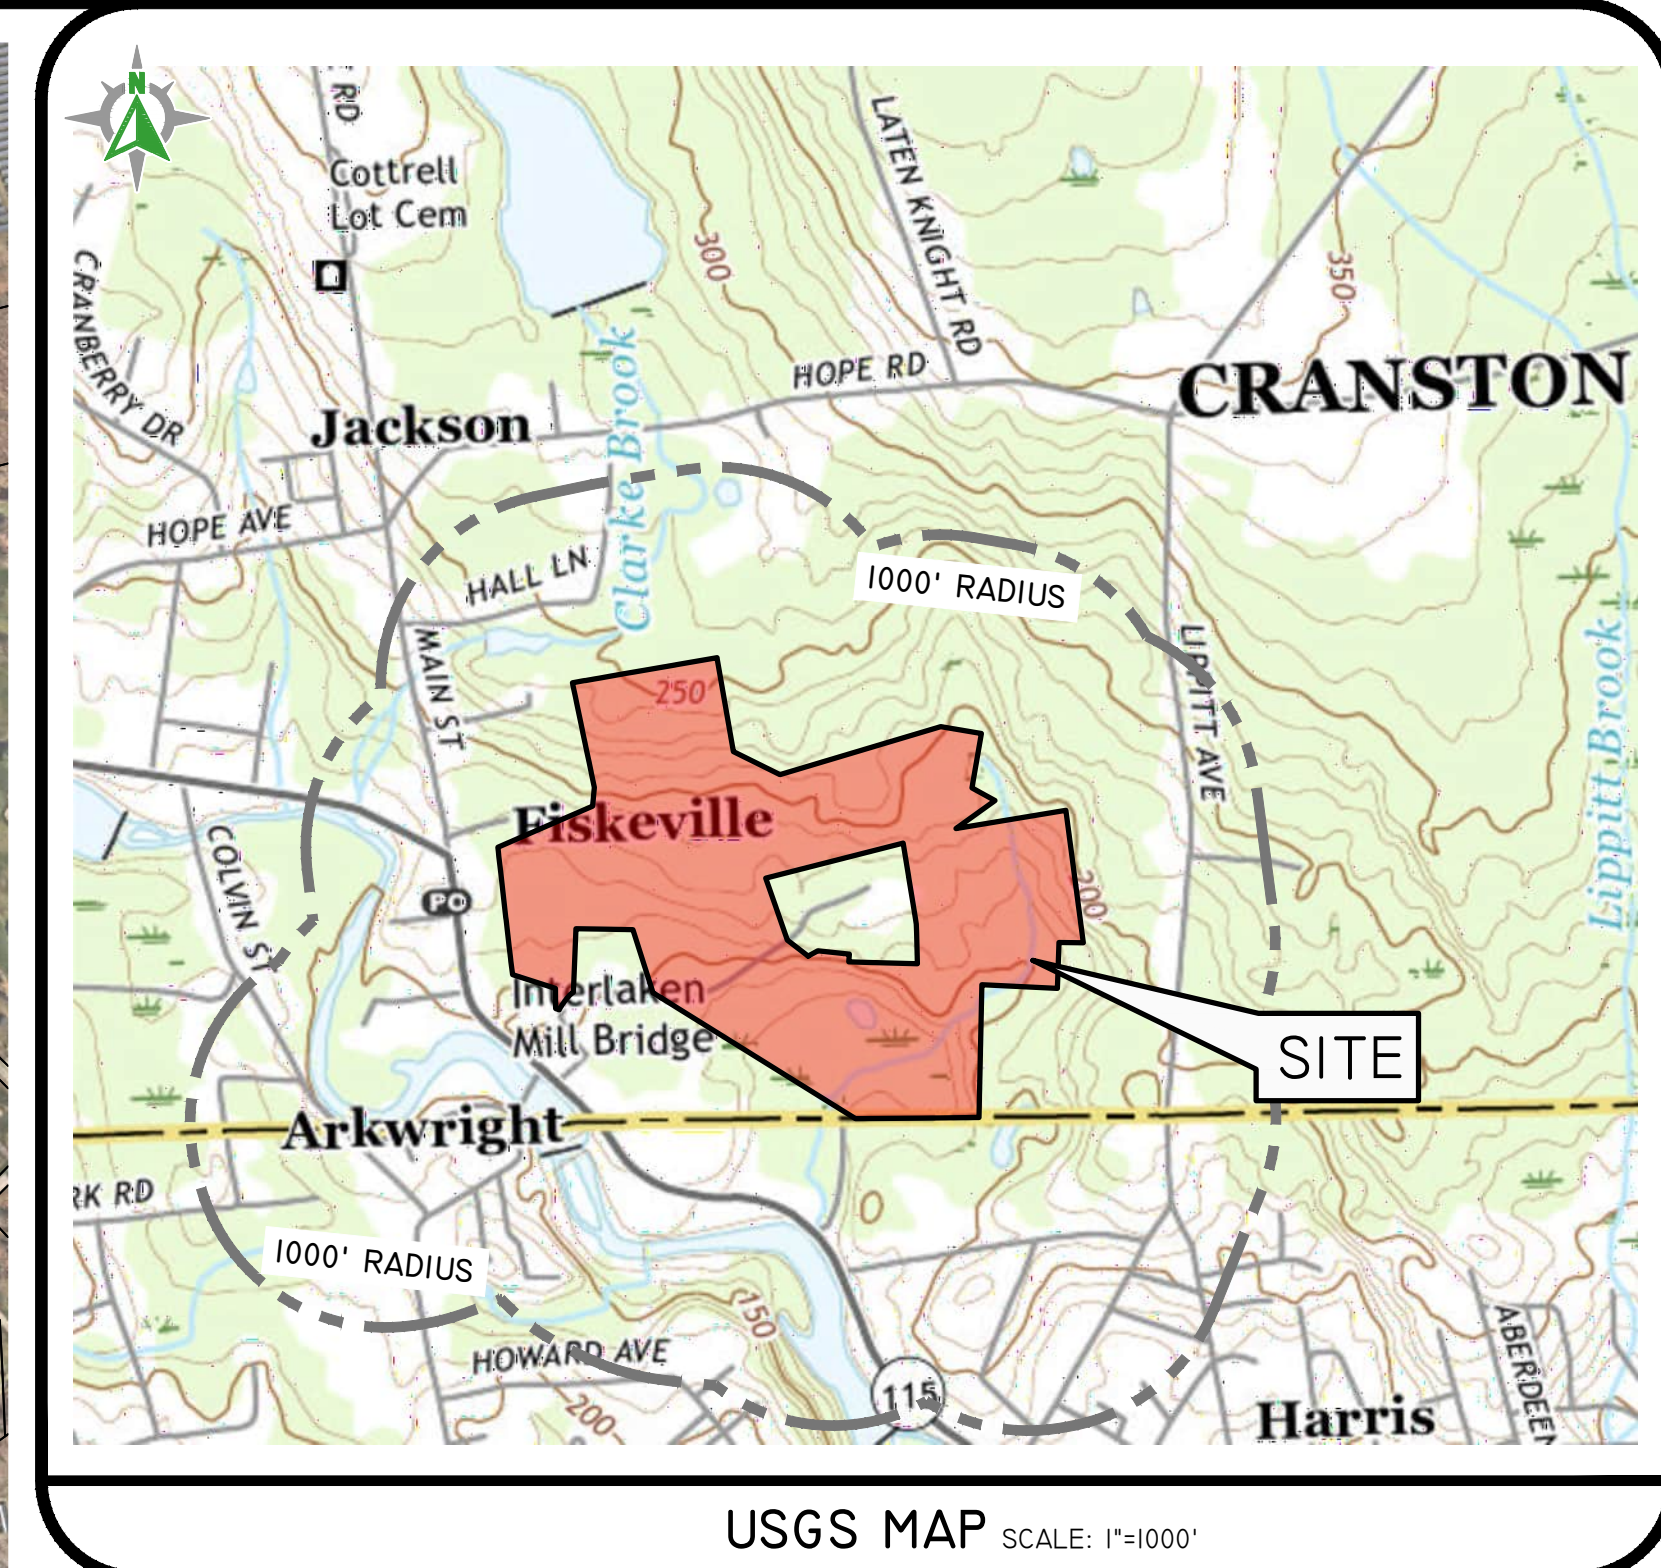 N
RD
Cottrell
Lot Cem
LATEN KNIGHT RD
300
350
CRANBERRY DR
HOPE RD
CRANSTON
Jackson
Clarke Brook
HOPE AVE
HALL LN
1000' RADIUS
MAIN ST
LIPPITT AVE
Lippitt Brook
250
Fiskeville
COLVIN ST
PO
200
Interlaken
Mill Bridge
SITE
Arkwright
RK RD
1000' RADIUS
150
HOWARD AVE
200
115
Harris
ABERDEEN
USGS MAP SCALE: 1"=1000'